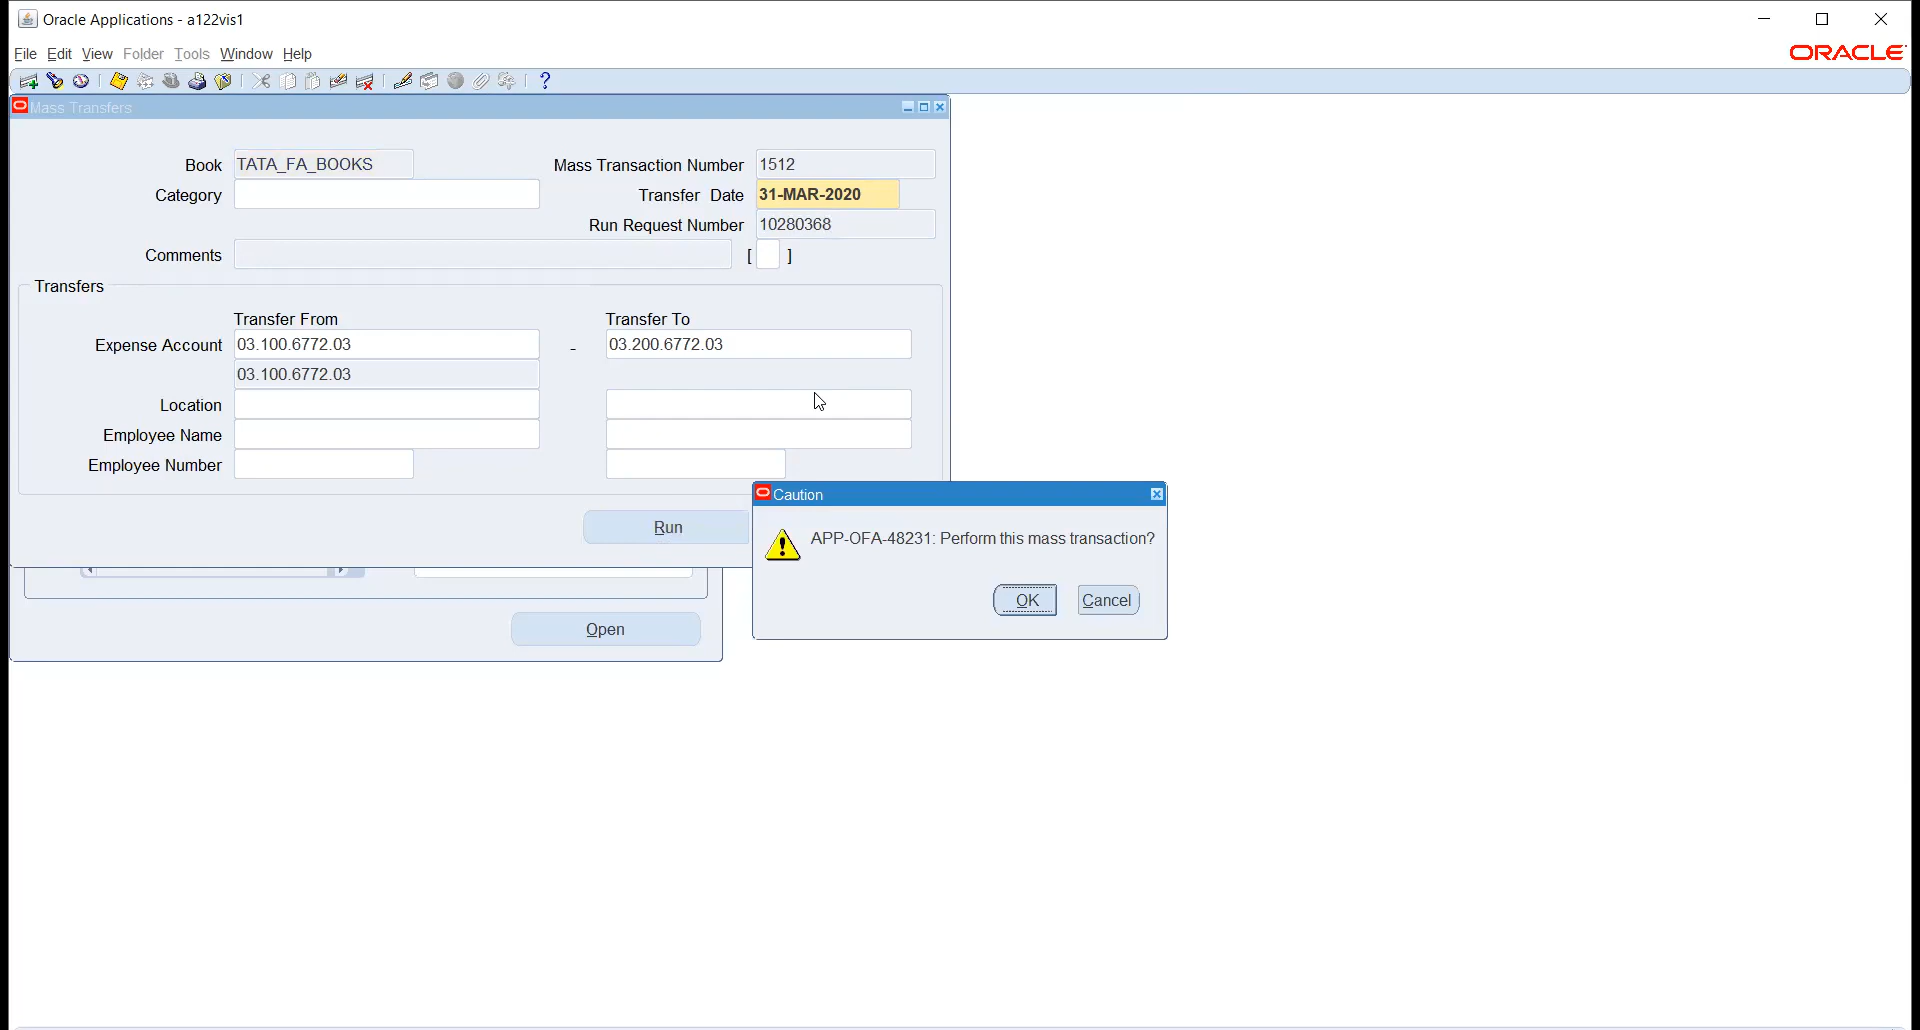 Oracle Applications - a122vis1
File Edit View Folder Tools Window Help
ORACLE
Mass Transfers
Book TATA_FA_BOOKS Mass Transaction Number 1512
Category Transfer Date 31-MAR-2020
Run Request Number 10280368
Comments [ ]
Transfers
Transfer From Transfer To
Expense Account 03.100.6772.03 - 03.200.6772.03
03.100.6772.03
Location
Employee Name
Employee Number
Caution
Run
APP-OFA-48231: Perform this mass transaction?
OK Cancel
Open